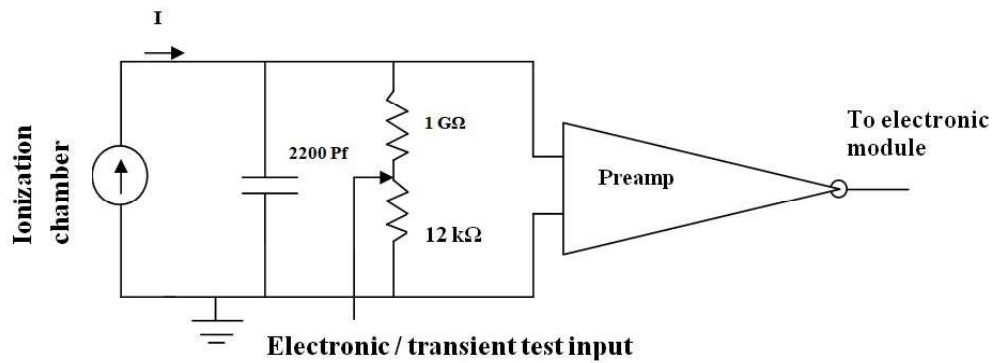 I
Ionization
chamber
2200 Pf
1 GΩ
12 kΩ
Preamp
To electronic
module
Electronic / transient test input